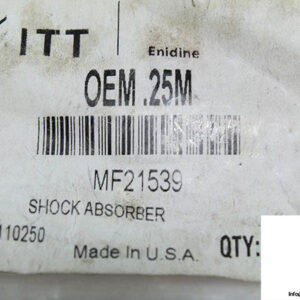 ITT
Enidine
OEM .25M
MF21539
SHOCK ABSORBER
110250
Made in U.S.A.
QTY: